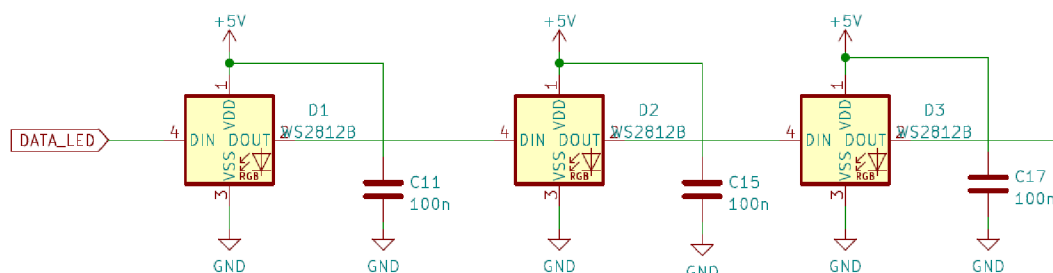 +5V
+5V
+5V
1
VDD
D1
WS2812B
DATA_LED
4
DIN
DOUT
2
VSS
RGB
3
C11
100n
GND
GND
1
VDD
D2
WS2812B
4
DIN
DOUT
2
VSS
RGB
3
C15
100n
GND
GND
1
VDD
D3
WS2812B
4
DIN
DOUT
2
VSS
RGB
3
C17
100n
GND
GND